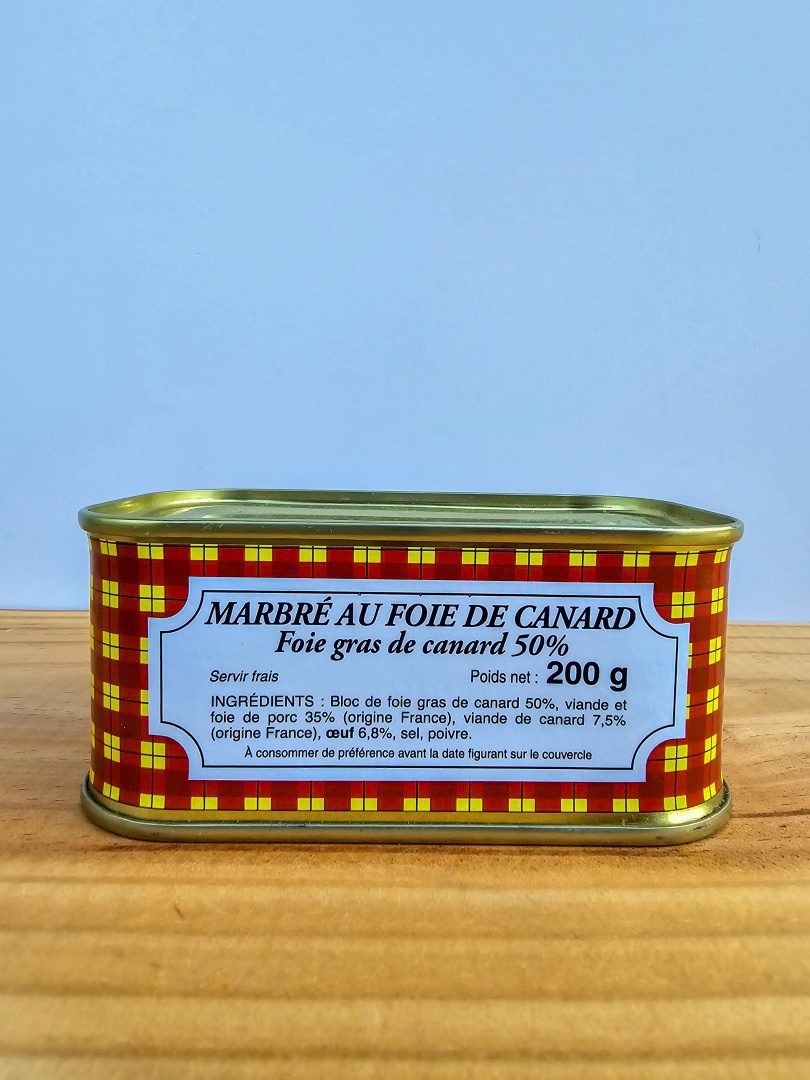 MARBRÉ AU FOIE DE CANARD
Foie gras de canard 50%
Servir frais Poids net : 200 g
INGRÉDIENTS : Bloc de foie gras de canard 50%, viande et
foie de porc 35% (origine France), viande de canard 7,5%
(origine France), œuf 6,8%, sel, poivre.
À consommer de préférence avant la date figurant sur le couvercle